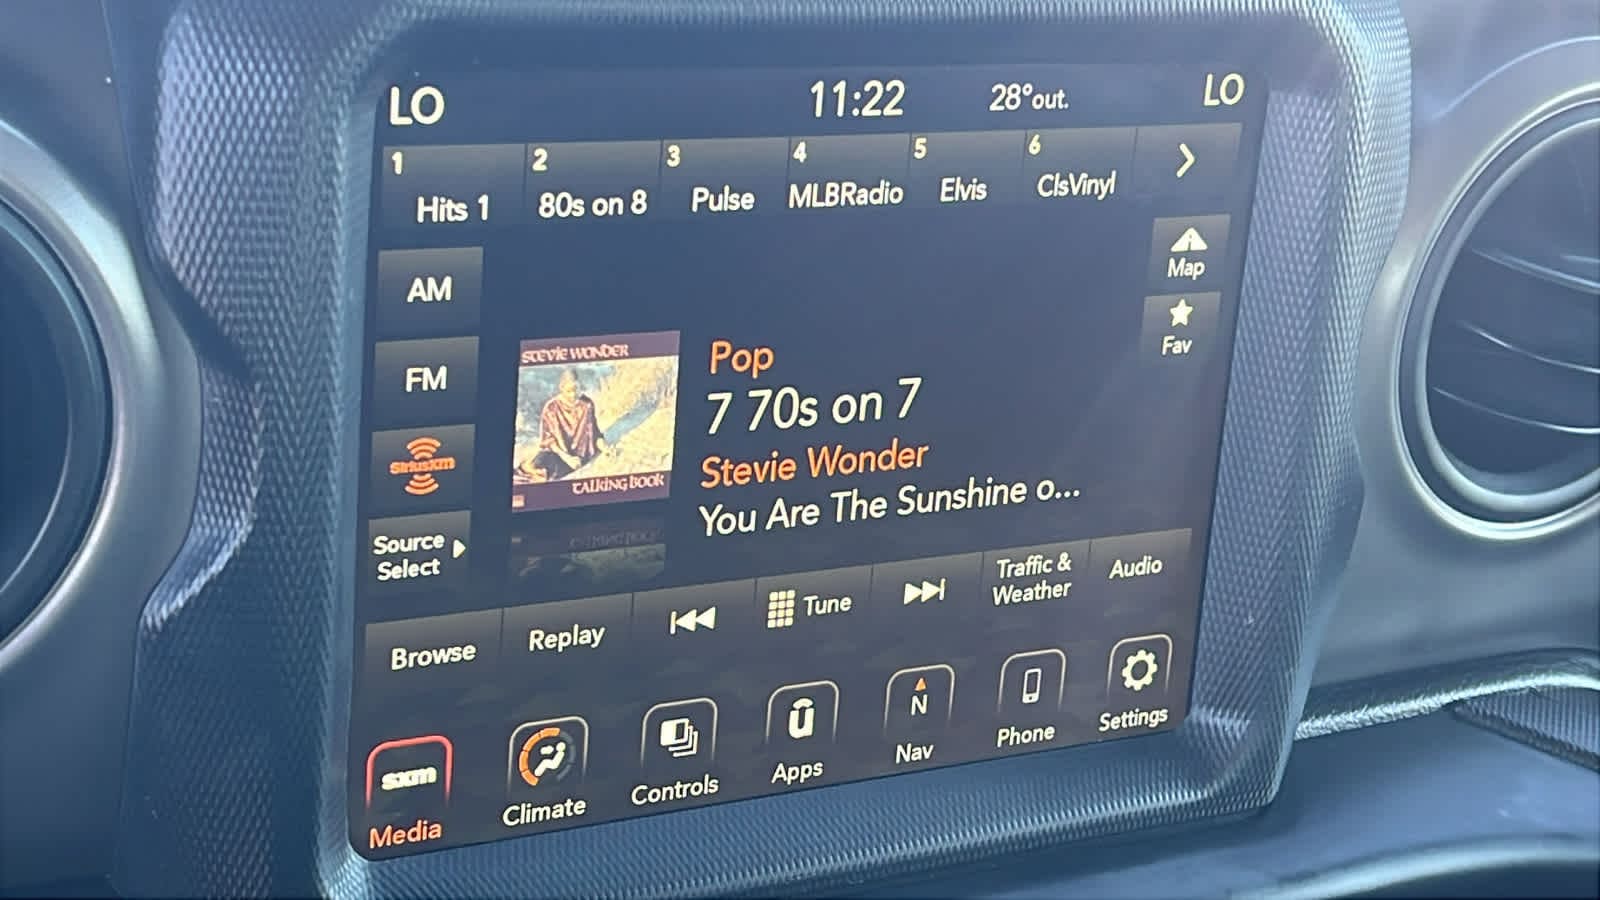 LO 11:22 28°out. LO
1 2 3 4 5 6
Hits 1 80s on 8 Pulse MLBRadio Elvis ClsVinyl
AM
FM
SiriusXM
Source
Select
Map
Fav
STEVIE WONDER
TALKING BOOK
Pop
7 70s on 7
Stevie Wonder
You Are The Sunshine o...
Browse Replay Tune Traffic & Audio
Weather
sxm
Media Climate Controls Apps N Nav Phone Settings